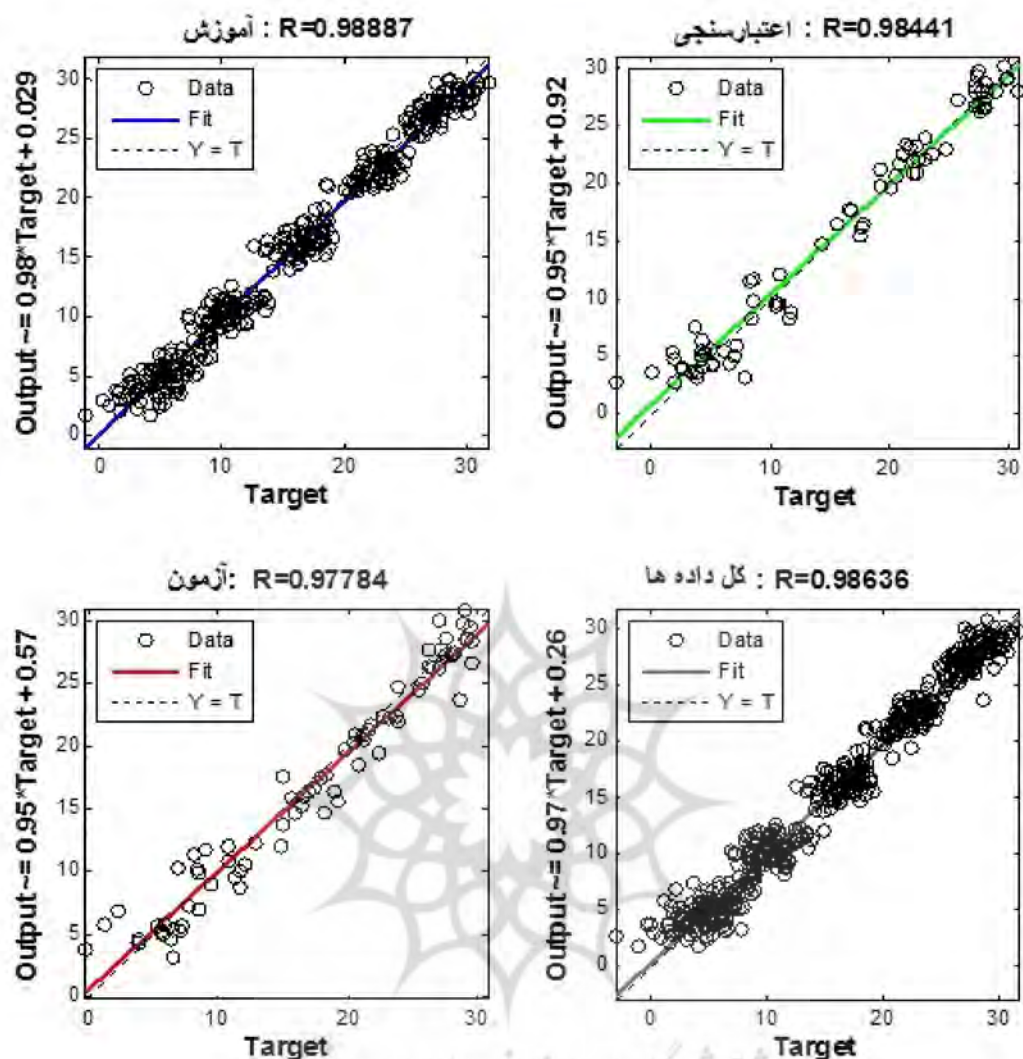 آموزش : R=0.98887
Output ~= 0.98*Target + 0.029
Data
Fit
Y = T
30
25
20
15
10
5
0
0 10 20 30
Target
اعتبارسنجی : R=0.98441
Output ~= 0.95*Target + 0.92
Data
Fit
Y = T
30
25
20
15
10
5
0
0 10 20 30
Target
آزمون: R=0.97784
Output ~= 0.95*Target + 0.57
Data
Fit
Y = T
30
25
20
15
10
5
0
0 10 20 30
Target
کل داده ها : R=0.98636
Output ~= 0.97*Target + 0.26
Data
Fit
Y = T
30
25
20
15
10
5
0
0 10 20 30
Target